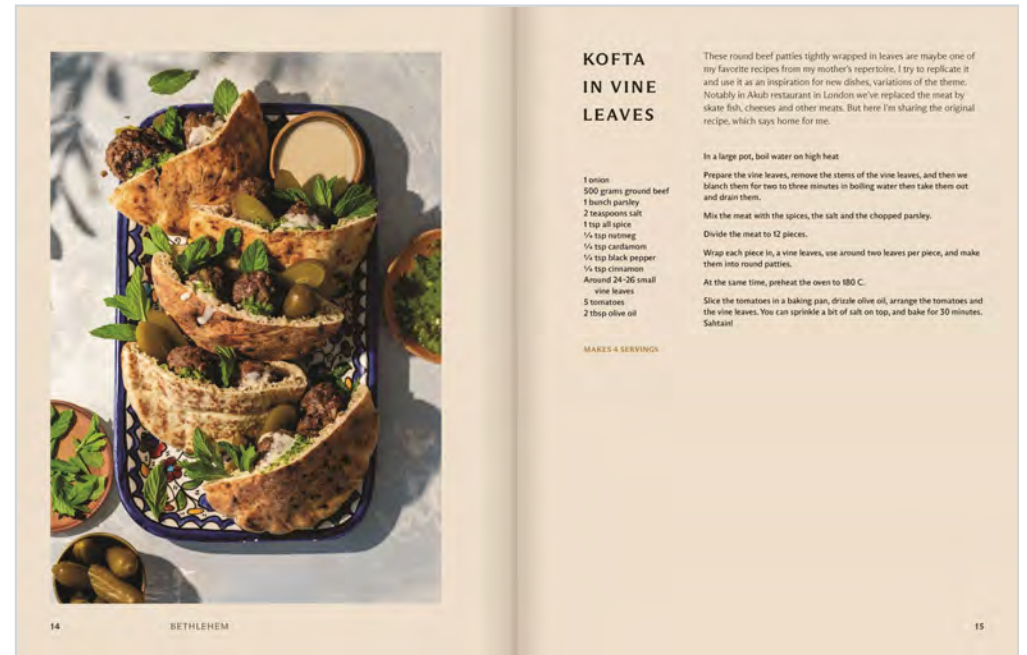 KOFTA
IN VINE
LEAVES
These round beef patties tightly wrapped in leaves are maybe one of
my favorite recipes from my mother's repertoire. I try to replicate it
and use it as an inspiration for new dishes, variations of the theme.
Notably in Akub restaurant in London we've replaced the meat by
skate fish, cheeses and other meats. But here I'm sharing the original
recipe, which says home for me.
1 onion
500 grams ground beef
1 bunch parsley
2 teaspoons salt
1 tsp all spice
¼ tsp nutmeg
¼ tsp cardamom
¼ tsp black pepper
¼ tsp cinnamon
Around 24-26 small
vine leaves
5 tomatoes
2 tbsp olive oil
MAKES 4 SERVINGS
In a large pot, boil water on high heat
Prepare the vine leaves, remove the stems of the vine leaves, and then we
blanch them for two to three minutes in boiling water then take them out
and drain them.
Mix the meat with the spices, the salt and the chopped parsley.
Divide the meat to 12 pieces.
Wrap each piece in, a vine leaves, use around two leaves per piece, and make
them into round patties.
At the same time, preheat the oven to 180 C.
Slice the tomatoes in a baking pan, drizzle olive oil, arrange the tomatoes and
the vine leaves. You can sprinkle a bit of salt on top, and bake for 30 minutes.
Sahtain!
14
BETHLEHEM
15